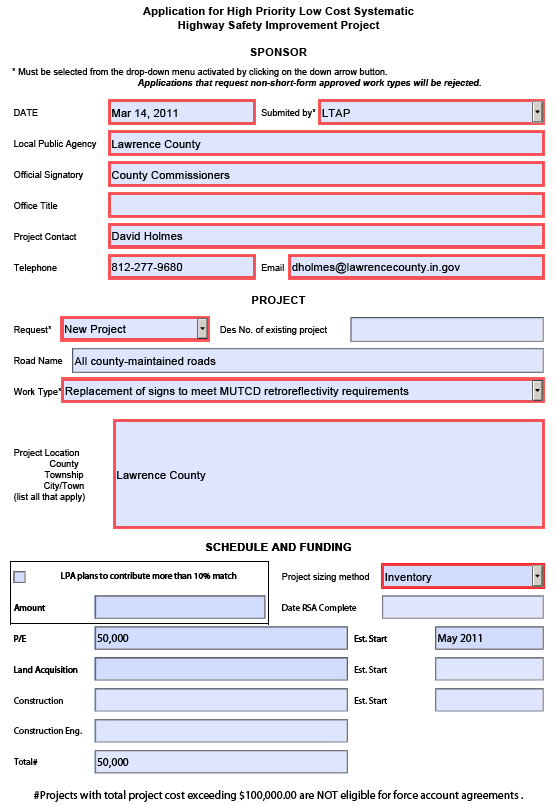 Application for High Priority Low Cost Systematic
Highway Safety Improvement Project
SPONSOR
* Must be selected from the drop-down menu activated by clicking on the down arrow button.
Applications that request non-short-form approved work types will be rejected.
DATE Mar 14, 2011 Submited by* LTAP
Local Public Agency Lawrence County
Official Signatory County Commissioners
Office Title
Project Contact David Holmes
Telephone 812-277-9680 Email dholmes@lawrencecounty.in.gov
PROJECT
Request* New Project Des No. of existing project
Road Name All county-maintained roads
Work Type* Replacement of signs to meet MUTCD retroreflectivity requirements
Project Location
County
Township
City/Town
(list all that apply)
Lawrence County
SCHEDULE AND FUNDING
LPA plans to contribute more than 10% match Project sizing method Inventory
Amount Date RSA Complete
P/E 50,000 Est. Start May 2011
Land Acquisition Est. Start
Construction Est. Start
Construction Eng.
Total# 50,000
#Projects with total project cost exceeding $100,000.00 are NOT eligible for force account agreements .